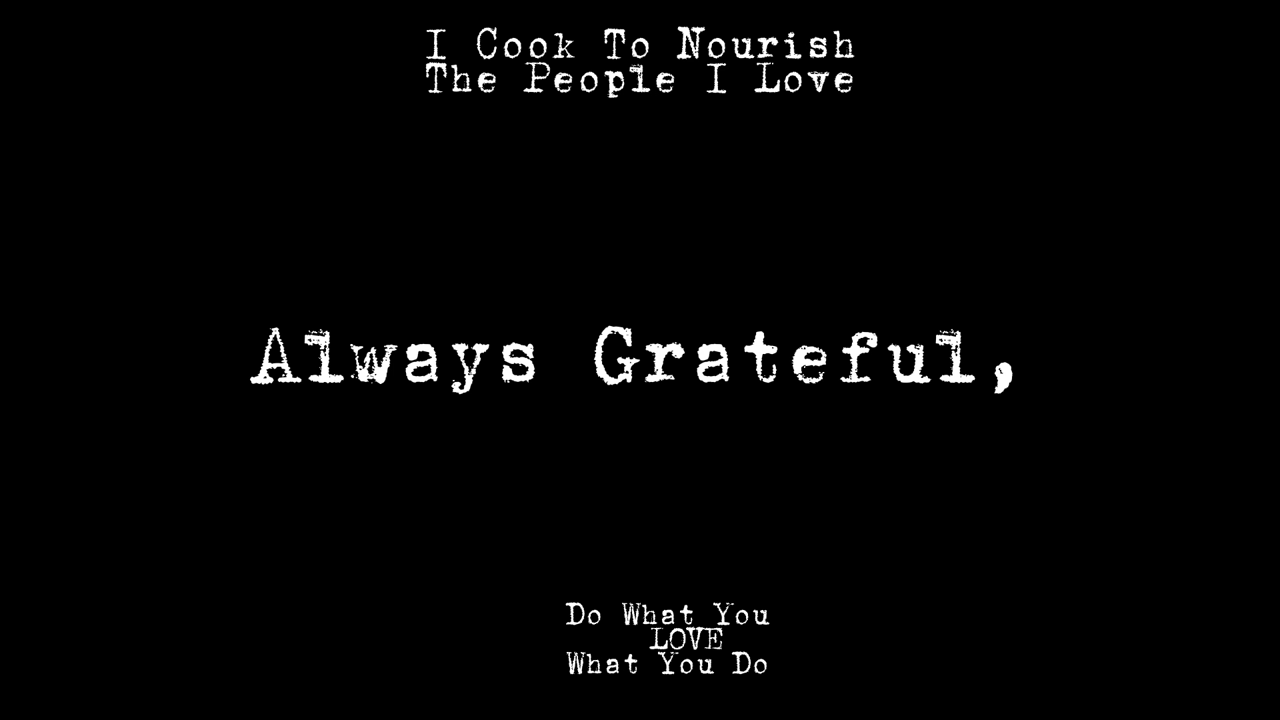 I Cook To Nourish
The People I Love
Always Grateful,
Do What You
LOVE
What You Do